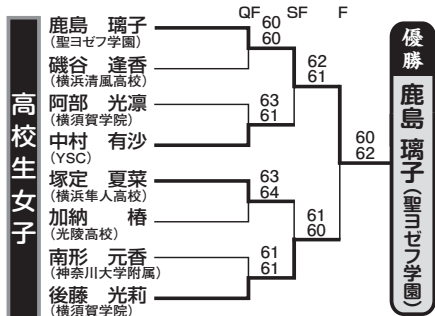 QF SF F
高校生女子
鹿島 璃子
(聖ヨゼフ学園)
磯谷 逢香
(横浜清風高校)
阿部 光凛
(横須賀学院)
中村 有沙
(YSC)
塚定 夏菜
(横浜隼人高校)
加納 椿
(光陵高校)
南形 元香
(神奈川大学附属)
後藤 光莉
(横須賀学院)
60
60
63
61
63
64
61
61
62
61
61
60
60
62
優勝
鹿島 璃子(聖ヨゼフ学園)